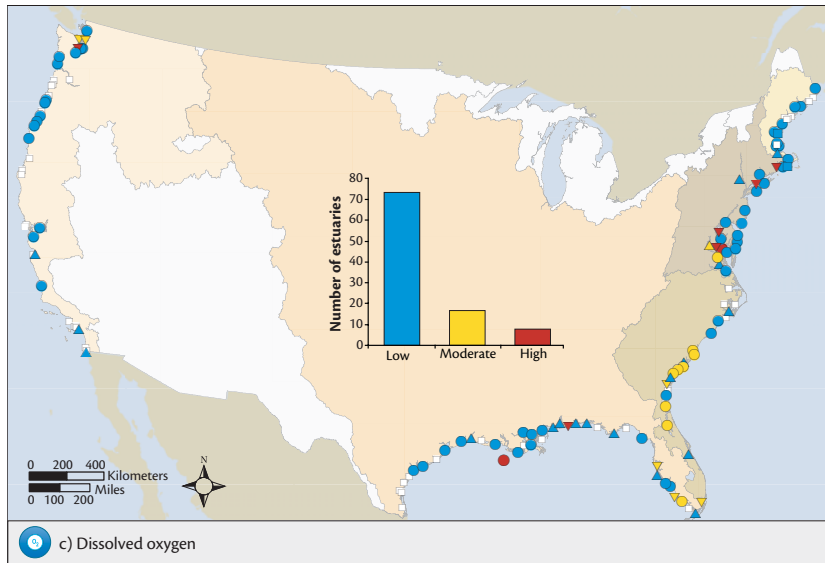 80
70
60
50
40
30
20
10
0
Number of estuaries
Low
Moderate
High
0 200 400
Kilometers
Miles
0 100 200
N
O₂
c) Dissolved oxygen